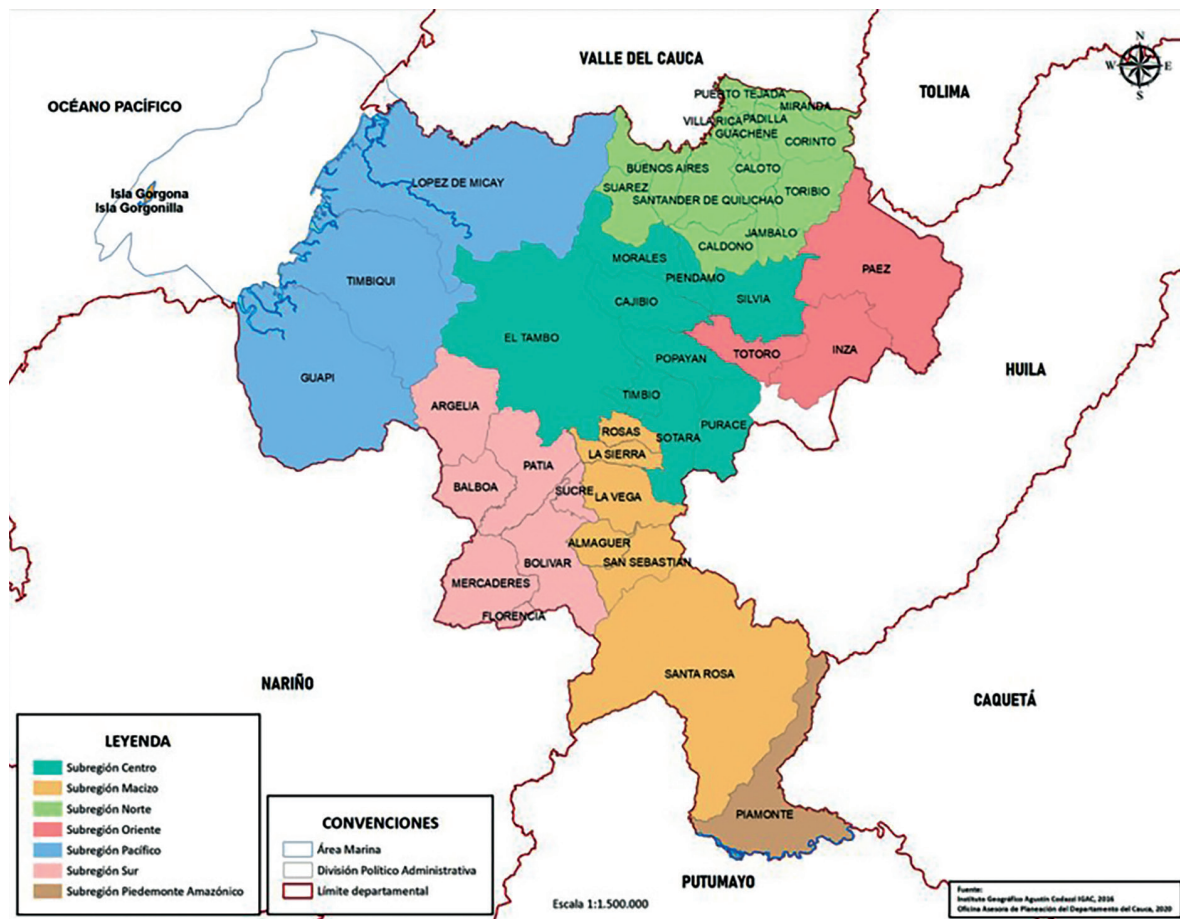 VALLE DEL CAUCA
TOLIMA
N
W
E
S
OCÉANO PACÍFICO
PUERTO TEJADA
MIRANDA
VILLA RICA
PADILLA
GUACHENE
CORINTO
BUENOS AIRES
CALOTO
LOPEZ DE MICAY
SUAREZ
TORIBIO
SANTANDER DE QUILICHAO
Isla Gorgona
Isla Gorgonilla
JAMBALO
CALDONO
MORALES
PIENDAMO
PAEZ
TIMBIQUI
CAJIBIO
SILVIA
EL TAMBO
POPAYAN
TOTORO
INZA
HUILA
GUAPI
TIMBIO
ARGELIA
PURACE
ROSAS
SOTARA
LA SIERRA
PATIA
BALBOA
SUCRE
LA VEGA
ALMAGUER
SAN SEBASTIAN
BOLIVAR
MERCADERES
FLORENCIA
SANTA ROSA
NARIÑO
CAQUETÁ
PIAMONTE
PUTUMAYO
LEYENDA
Subregión Centro
Subregión Macizo
Subregión Norte
Subregión Oriente
Subregión Pacífico
Subregión Sur
Subregión Piedemonte Amazónico
CONVENCIONES
Área Marina
División Político Administrativa
Límite departamental
Escala 1:1.500.000
Fuente:
Instituto Geográfico Agustín Codazzi IGAC, 2016
Oficina Asesora de Planeación del Departamento del Cauca, 2020